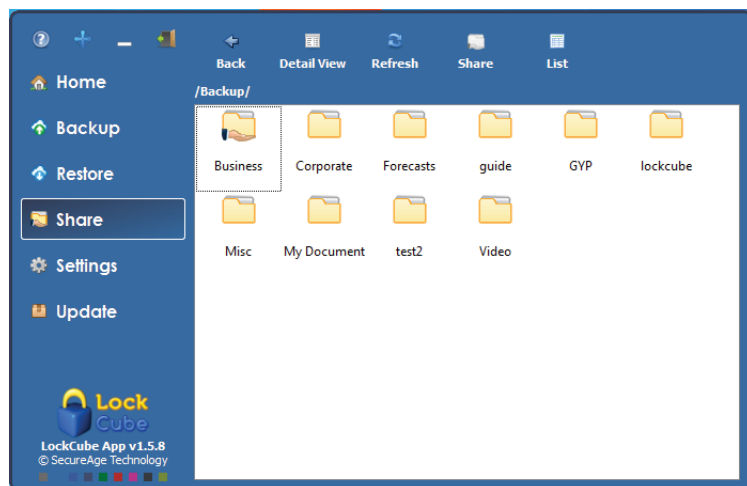 Home
Backup
Restore
Share
Settings
Update
Lock
Cube
LockCube App v1.5.8
© SecureAge Technology
Back Detail View Refresh Share List
/Backup/
Business Corporate Forecasts guide GYP lockcube
Misc My Document test2 Video